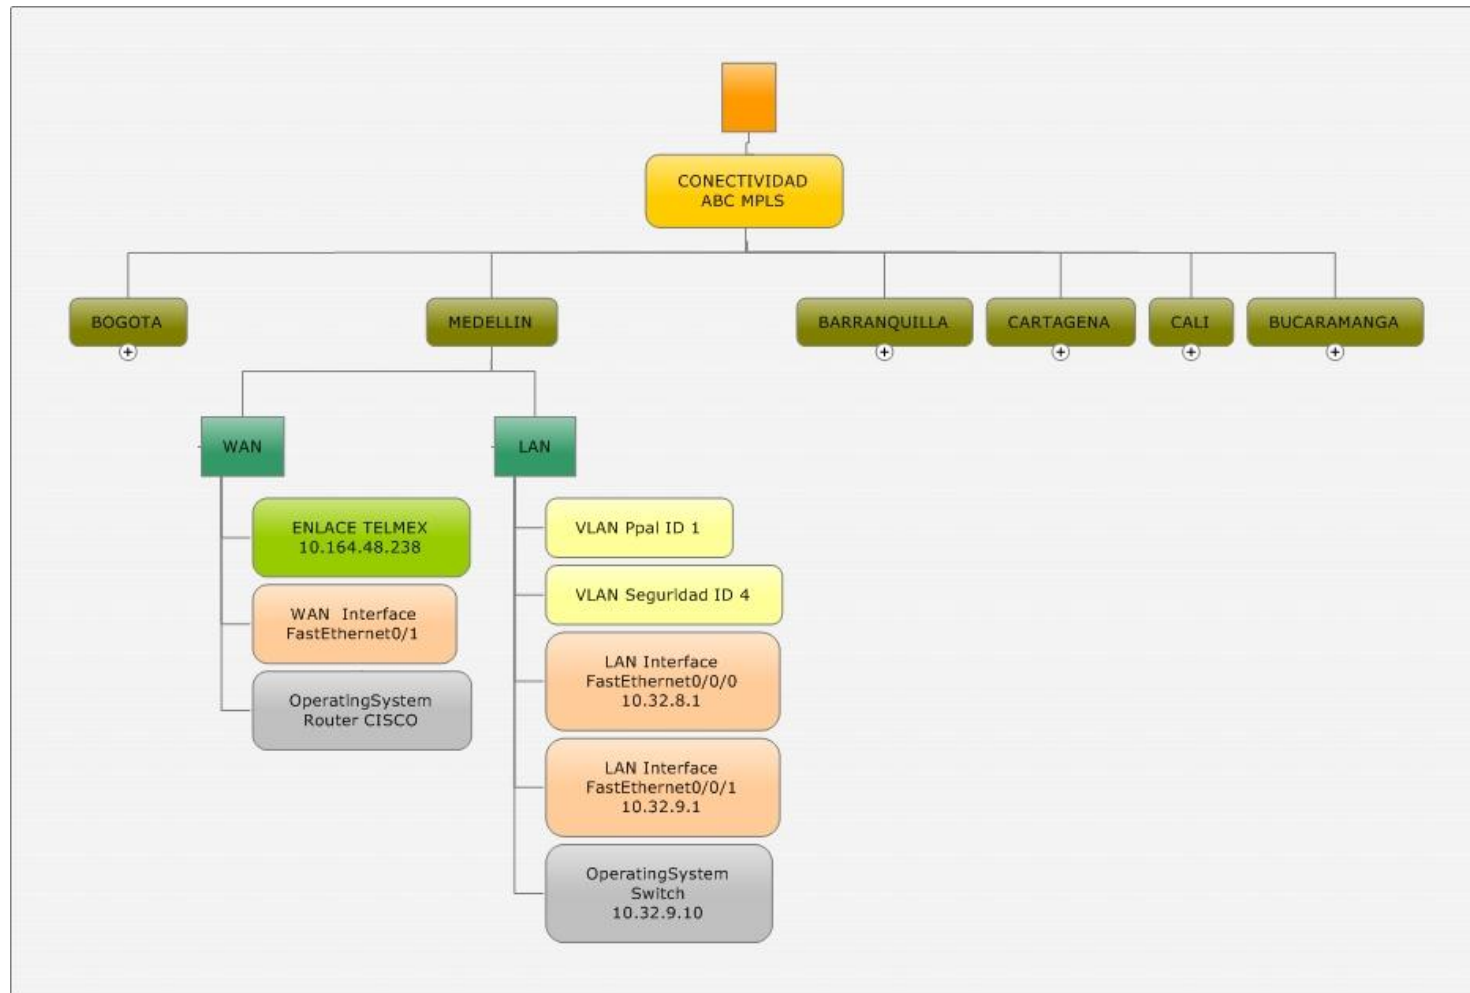 CONECTIVIDAD
ABC MPLS
BOGOTA
MEDELLIN
BARRANQUILLA
CARTAGENA
CALI
BUCARAMANGA
WAN
LAN
ENLACE TELMEX
10.164.48.238
WAN Interface
FastEthernet0/1
OperatingSystem
Router CISCO
VLAN Ppal ID 1
VLAN Seguridad ID 4
LAN Interface
FastEthernet0/0/0
10.32.8.1
LAN Interface
FastEthernet0/0/1
10.32.9.1
OperatingSystem
Switch
10.32.9.10